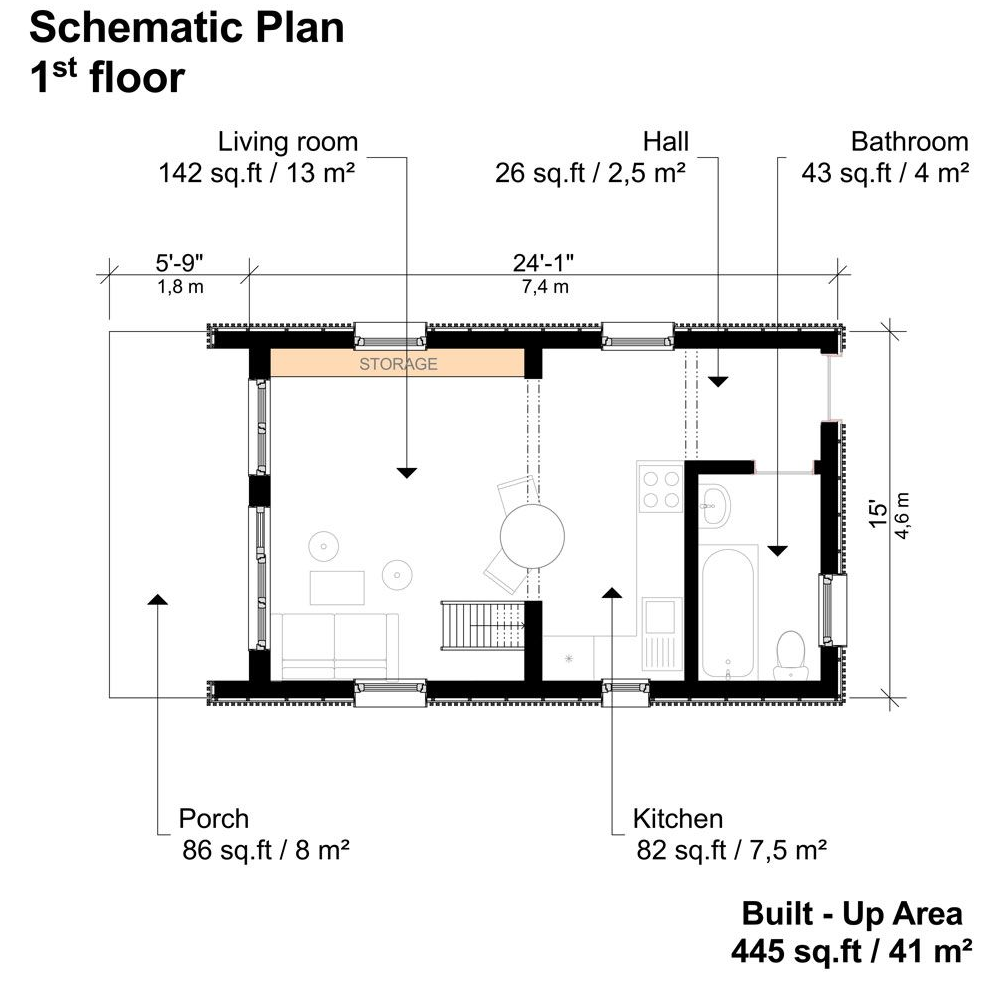 Schematic Plan
1st floor
Living room
142 sq.ft / 13 m²
Hall
26 sq.ft / 2,5 m²
Bathroom
43 sq.ft / 4 m²
5'-9"
1,8 m
24'-1"
7,4 m
STORAGE
15'
4,6 m
Porch
86 sq.ft / 8 m²
Kitchen
82 sq.ft / 7,5 m²
Built - Up Area
445 sq.ft / 41 m²